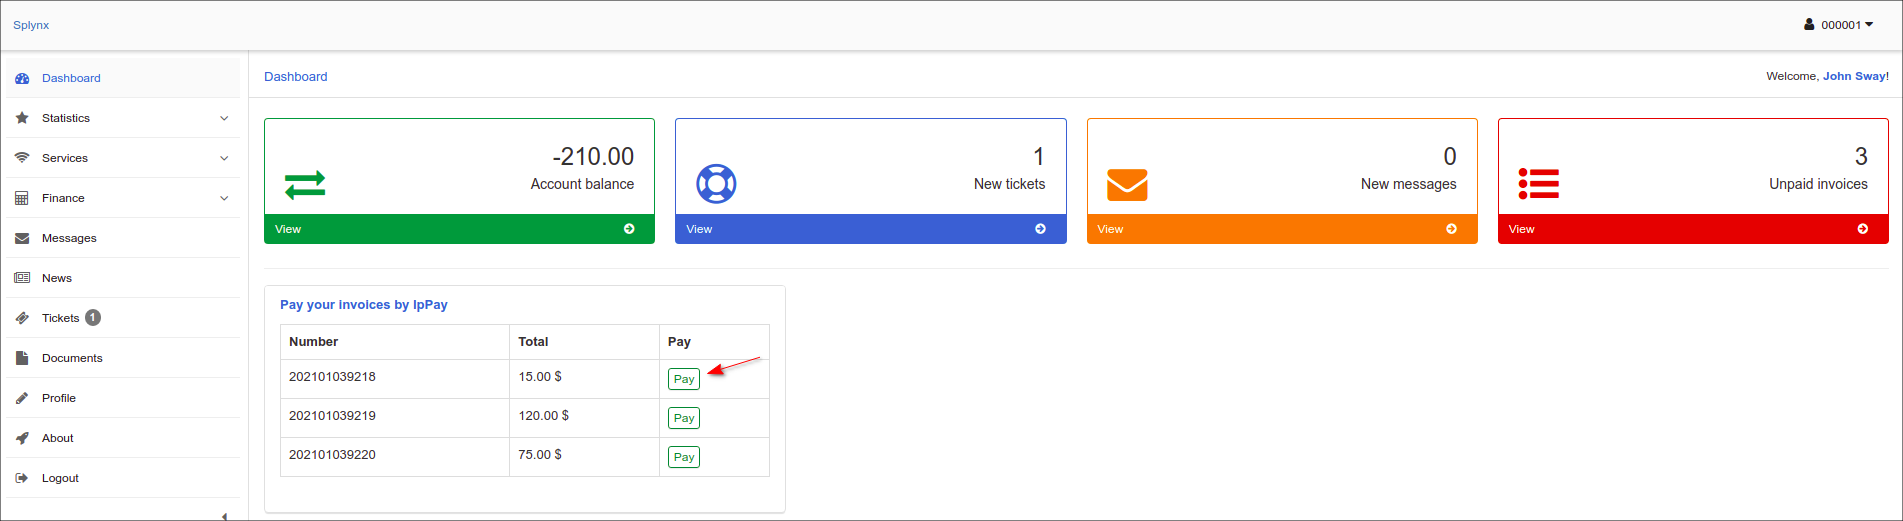 Splynx
000001
Dashboard
Statistics
Services
Finance
Messages
News
Tickets 1
Documents
Profile
About
Logout
Dashboard
Welcome, John Sway!
-210.00
Account balance
View
1
New tickets
View
0
New messages
View
3
Unpaid invoices
View
Pay your invoices by IpPay
Number Total Pay
202101039218 15.00 $ Pay
202101039219 120.00 $ Pay
202101039220 75.00 $ Pay